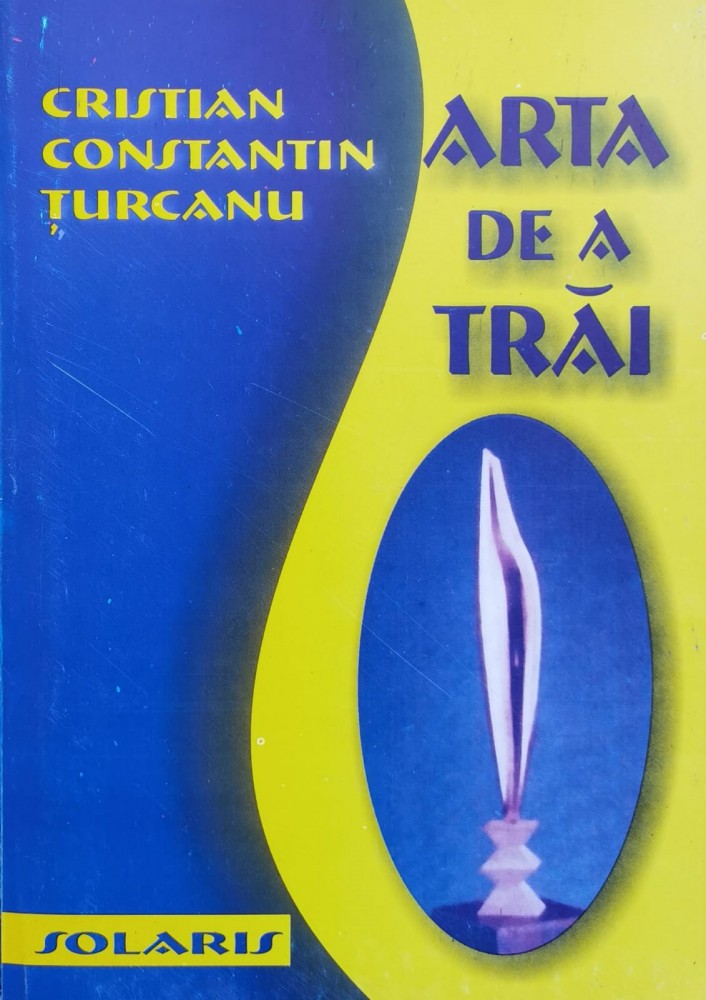 CRISTIAN
CONSTANTIN
ȚURCANU
ARTA
DE A
TRĂI
SOLARIS